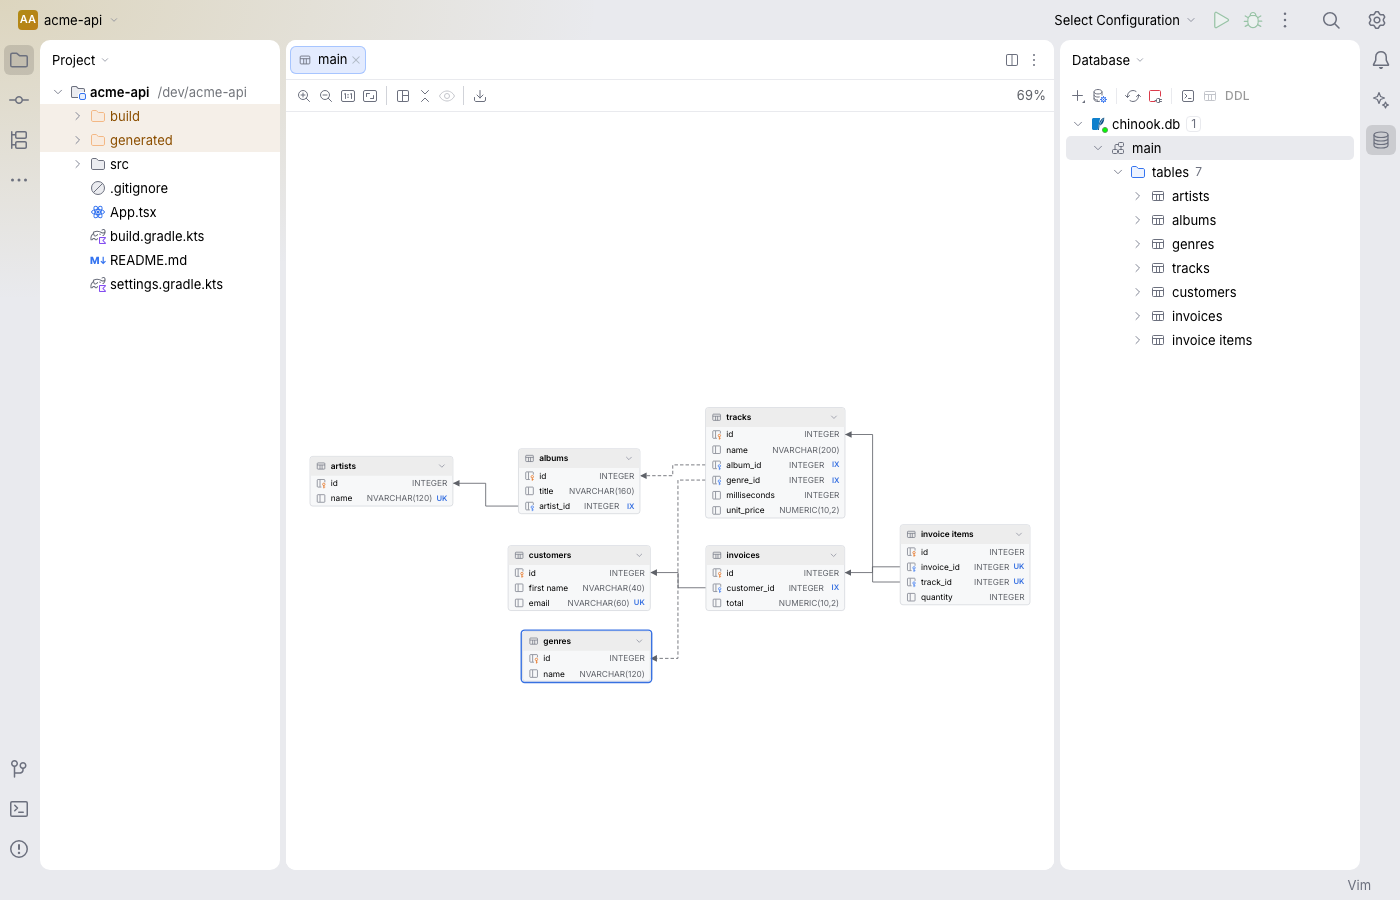 AA acme-api
Select Configuration
Project
acme-api /dev/acme-api
build
generated
src
.gitignore
App.tsx
build.gradle.kts
M↓ README.md
settings.gradle.kts
main
1:1
69%
artists
id INTEGER
name NVARCHAR(120) UK
albums
id INTEGER
title NVARCHAR(160)
artist_id INTEGER IX
tracks
id INTEGER
name NVARCHAR(200)
album_id INTEGER IX
genre_id INTEGER IX
milliseconds INTEGER
unit_price NUMERIC(10,2)
customers
id INTEGER
first name NVARCHAR(40)
email NVARCHAR(60) UK
invoices
id INTEGER
customer_id INTEGER IX
total NUMERIC(10,2)
invoice items
id INTEGER
invoice_id INTEGER UK
track_id INTEGER UK
quantity INTEGER
genres
id INTEGER
name NVARCHAR(120)
Database
DDL
chinook.db 1
main
tables 7
artists
albums
genres
tracks
customers
invoices
invoice items
Vim